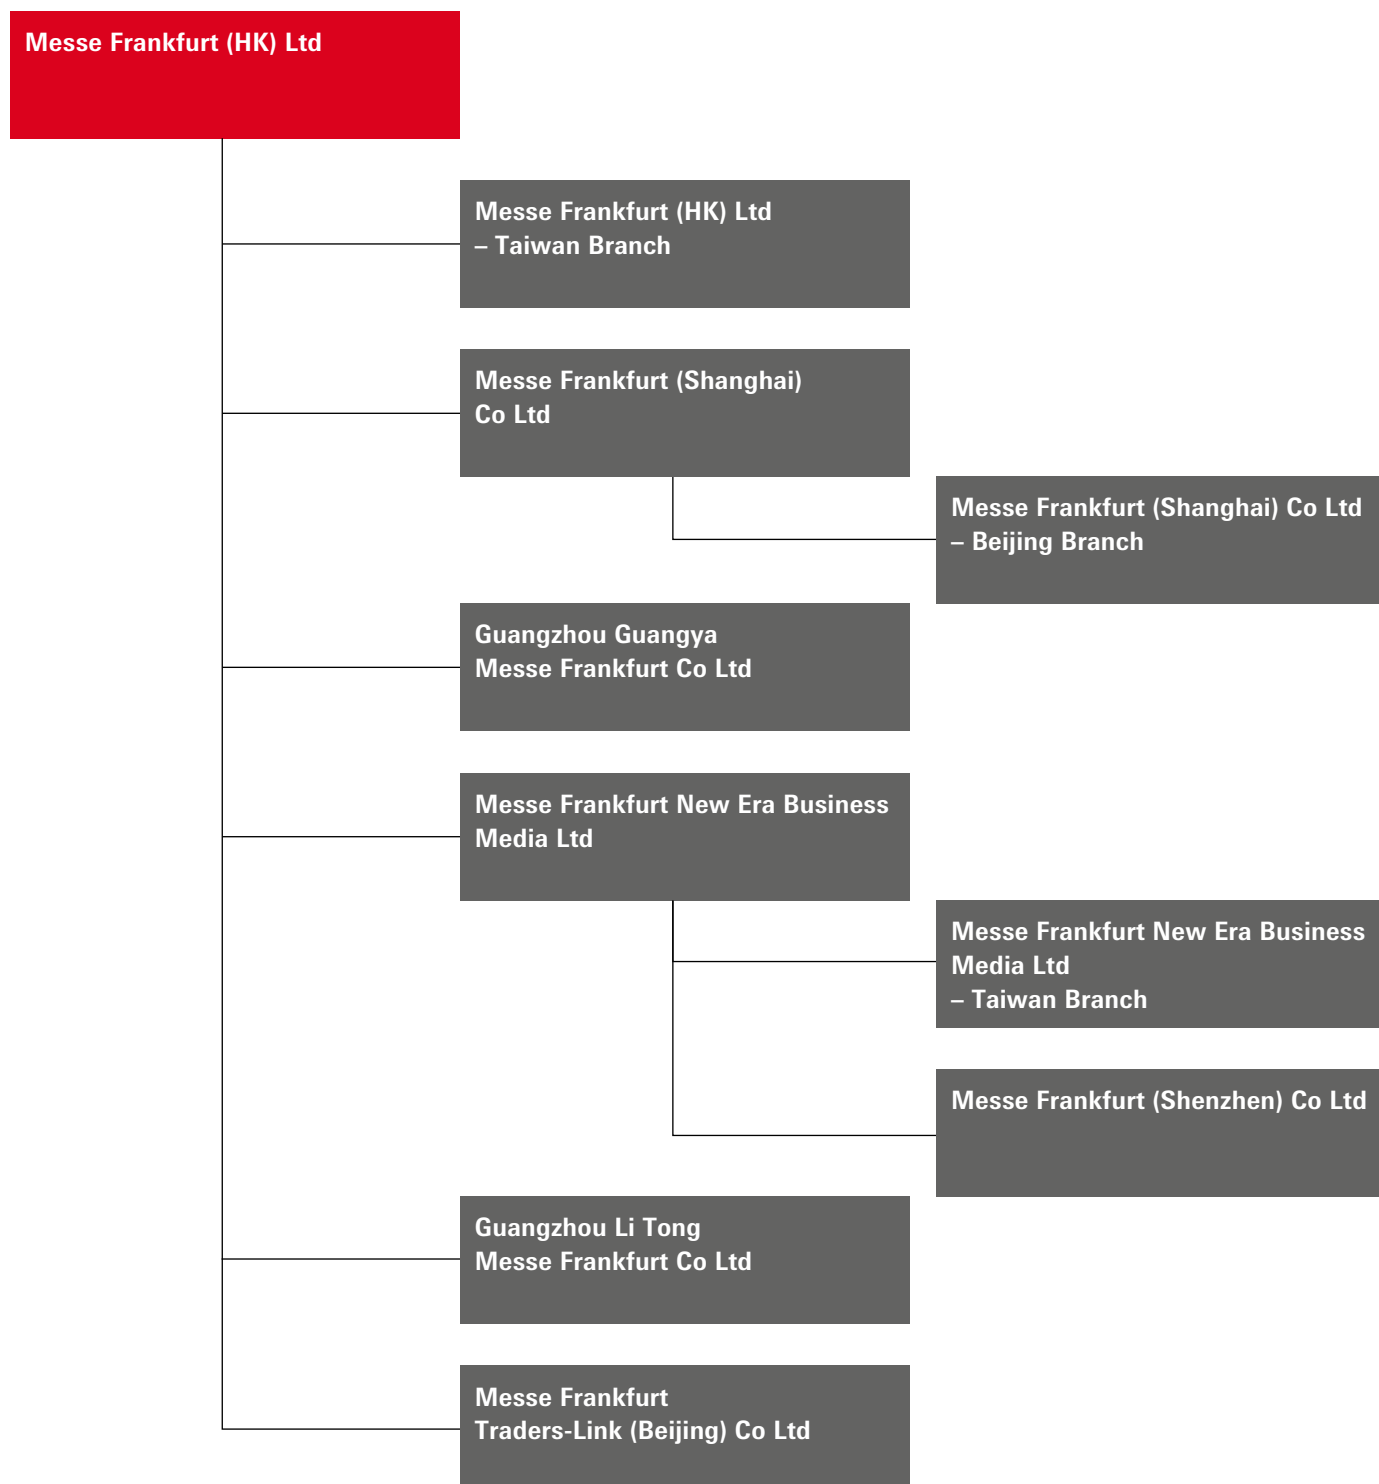 Messe Frankfurt (HK) Ltd
Messe Frankfurt (HK) Ltd
– Taiwan Branch
Messe Frankfurt (Shanghai)
Co Ltd
Messe Frankfurt (Shanghai) Co Ltd
– Beijing Branch
Guangzhou Guangya
Messe Frankfurt Co Ltd
Messe Frankfurt New Era Business
Media Ltd
Messe Frankfurt New Era Business
Media Ltd
– Taiwan Branch
Messe Frankfurt (Shenzhen) Co Ltd
Guangzhou Li Tong
Messe Frankfurt Co Ltd
Messe Frankfurt
Traders-Link (Beijing) Co Ltd